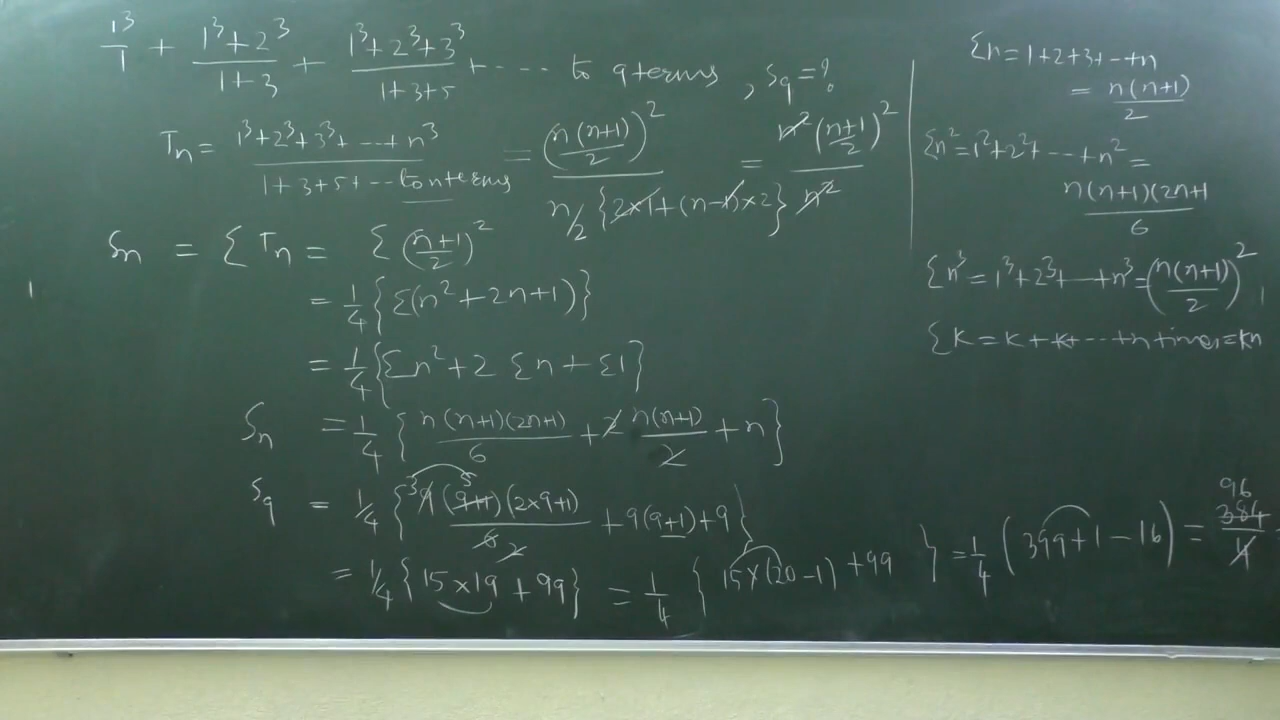 1³/1 + (1³+2³)/(1+3) + (1³+2³+3³)/(1+3+5) + ···· to 9 terms, S₉=?
Tₙ = (1³+2³+3³+···+n³)/(1+3+5+···to n terms) = (n(n+1)/2)²/(n/2{2×1+(n-1)×2}) = n²((n+1)/2)²/n²
Sₙ = Σ Tₙ = Σ((n+1)/2)²
= 1/4 {Σ(n²+2n+1)}
= 1/4 {Σn²+2 Σn+Σ1}
Sₙ = 1/4 { n(n+1)(2n+1)/6 + 2 n(n+1)/2 + n }
S₉ = 1/4 { 3 9(9+1) 5 (2×9+1)/6 2 + 9(9+1)+9 }
= 1/4 {15×19+99} = 1/4 { 15×(20-1)+99 } = 1/4 (399+1-16) = 96 384/4
Σn=1+2+3+···+n
= n(n+1)/2
Σn²=1²+2²+···+n²=
n(n+1)(2n+1/6
Σn³=1³+2³+···+n³=(n(n+1)/2)²
Σk=k+k+···+n times=kn